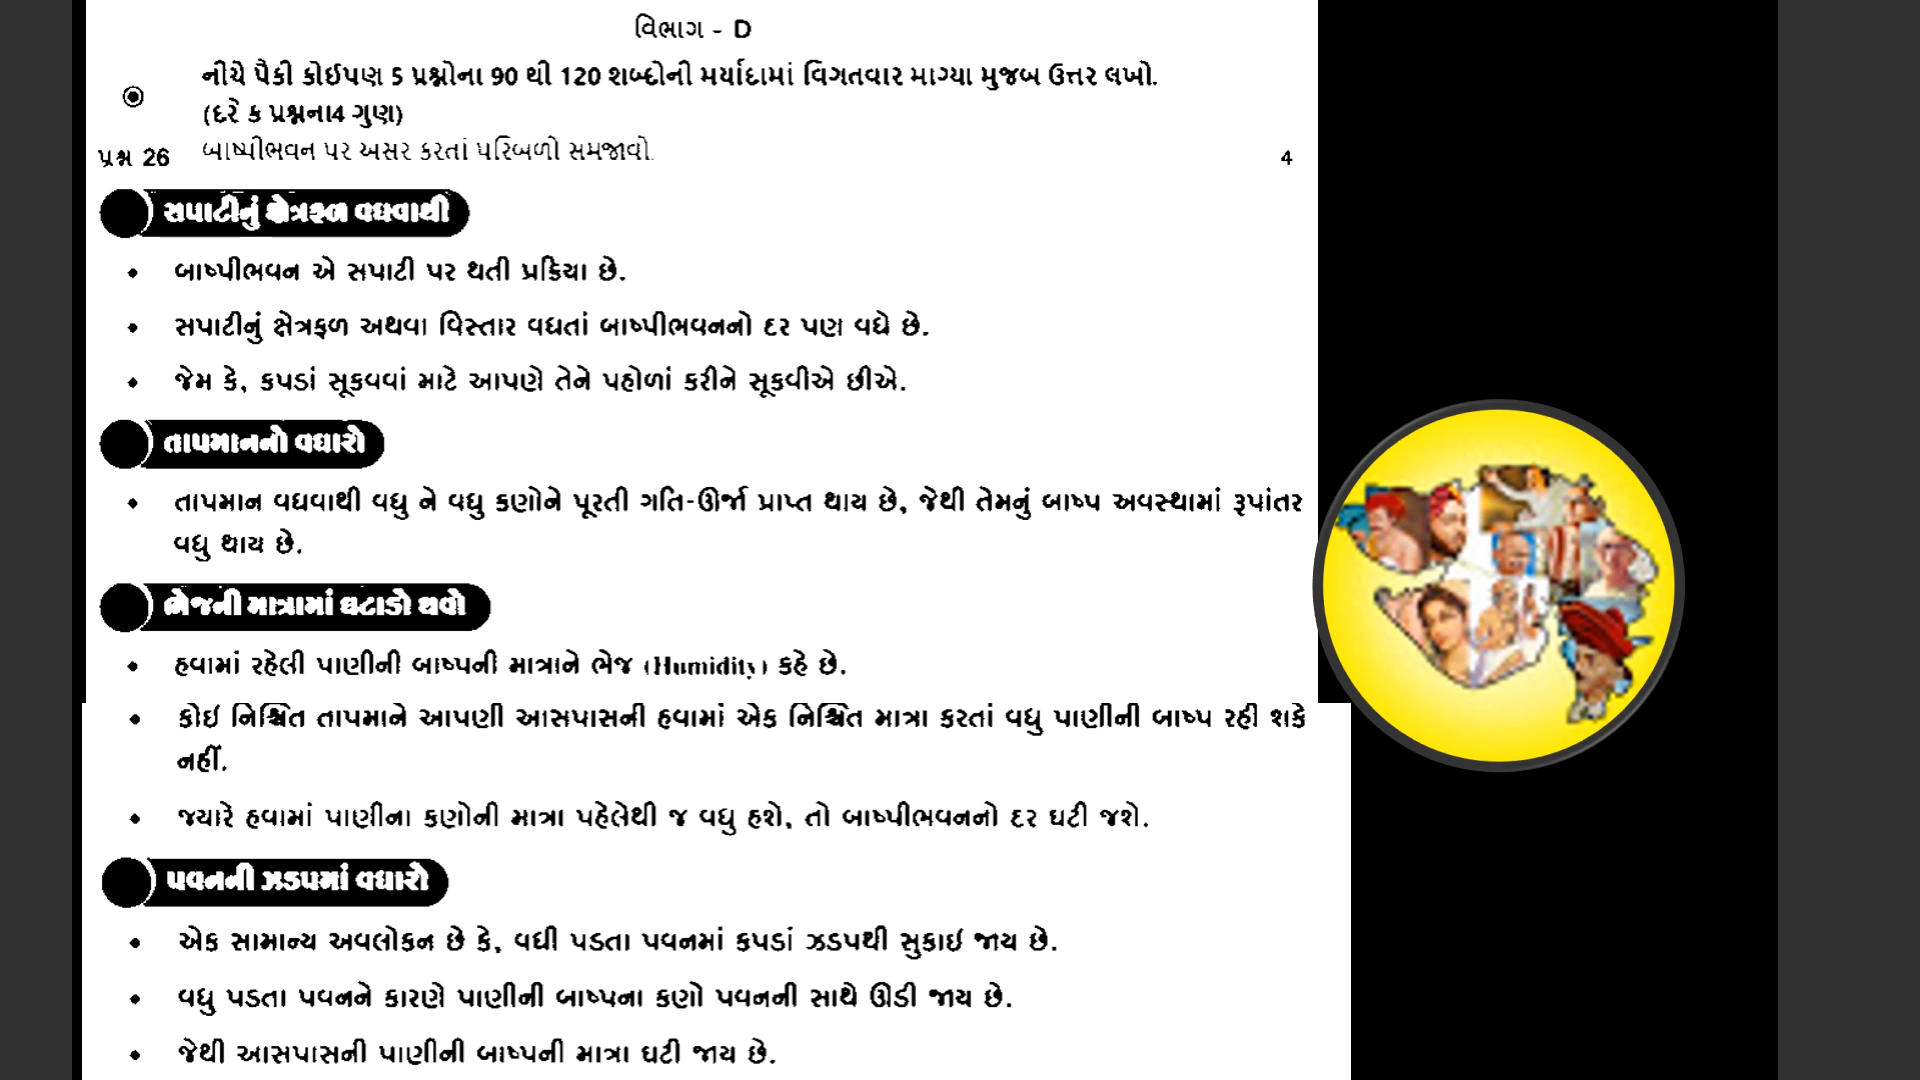 વિભાગ - D
નીચે પૈકી કોઈપણ 5 પ્રશ્નોના 90 થી 120 શબ્દોની મર્યાદામાં વિગતવાર માગ્યા મુજબ ઉત્તર લખો.
(દરે ક પ્રશ્નના4 ગુણ)
પ્રશ્ન 26 બાષ્પીભવન પર અસર કરતાં પરિબળો સમજાવો. 4
સપાટીનું ક્ષેત્રફળ વધવાથી
• બાષ્પીભવન એ સપાટી પર થતી પ્રક્રિયા છે.
• સપાટીનું ક્ષેત્રફળ અથવા વિસ્તાર વધતાં બાષ્પીભવનનો દર પણ વધે છે.
• જેમ કે, કપડાં સૂકવવાં માટે આપણે તેને પહોળાં કરીને સૂકવીએ છીએ.
તાપમાનનો વધારો
• તાપમાન વધવાથી વધુ ને વધુ કણોને પૂરતી ગતિ-ઊર્જા પ્રાપ્ત થાય છે, જેથી તેમનું બાષ્પ અવસ્થામાં રૂપાંતર
વધુ થાય છે.
ભેજની માત્રામાં ઘટાડો થવો
• હવામાં રહેલી પાણીની બાષ્પની માત્રાને ભેજ (Humidity) કહે છે.
• કોઈ નિશ્ચિત તાપમાને આપણી આસપાસની હવામાં એક નિશ્ચિત માત્રા કરતાં વધુ પાણીની બાષ્પ રહી શકે
નહીં.
• જ્યારે હવામાં પાણીના કણોની માત્રા પહેલેથી જ વધુ હશે, તો બાષ્પીભવનનો દર ઘટી જશે.
પવનની ઝડપમાં વધારો
• એક સામાન્ય અવલોકન છે કે, વધી પડતા પવનમાં કપડાં ઝડપથી સુકાઈ જાય છે.
• વધુ પડતા પવનને કારણે પાણીની બાષ્પના કણો પવનની સાથે ઊડી જાય છે.
• જેથી આસપાસની પાણીની બાષ્પની માત્રા ઘટી જાય છે.